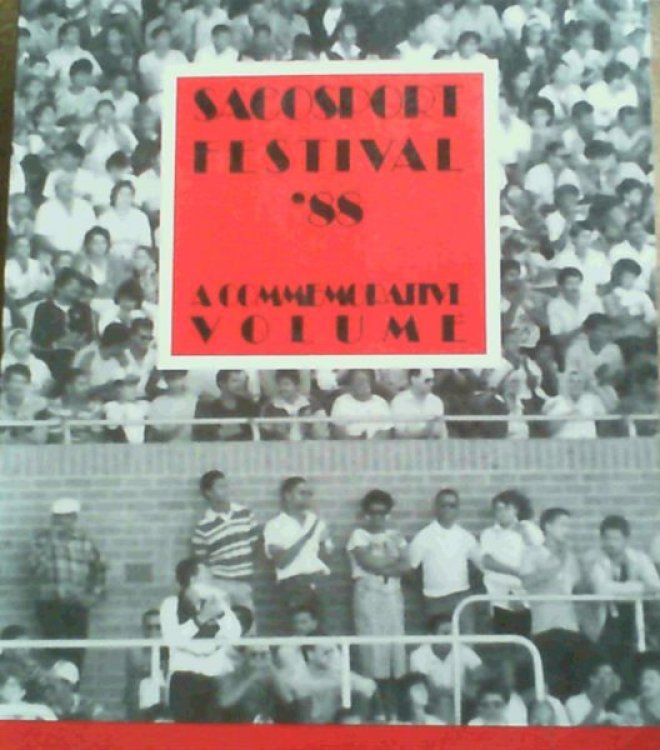 SACOSPORT
FESTIVAL
'88
A COMMEMORATIVE
VOLUME